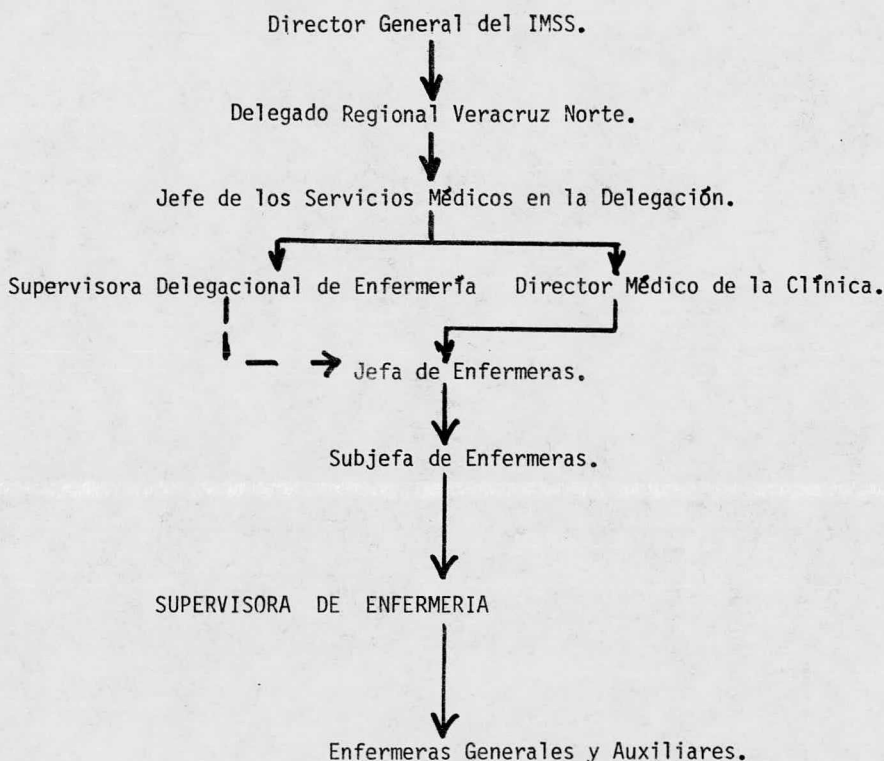 Director General del IMSS.
Delegado Regional Veracruz Norte.
Jefe de los Servicios Médicos en la Delegación.
Supervisora Delegacional de Enfermería Director Médico de la Clínica.
Jefa de Enfermeras.
Subjefa de Enfermeras.
SUPERVISORA DE ENFERMERIA
Enfermeras Generales y Auxiliares.